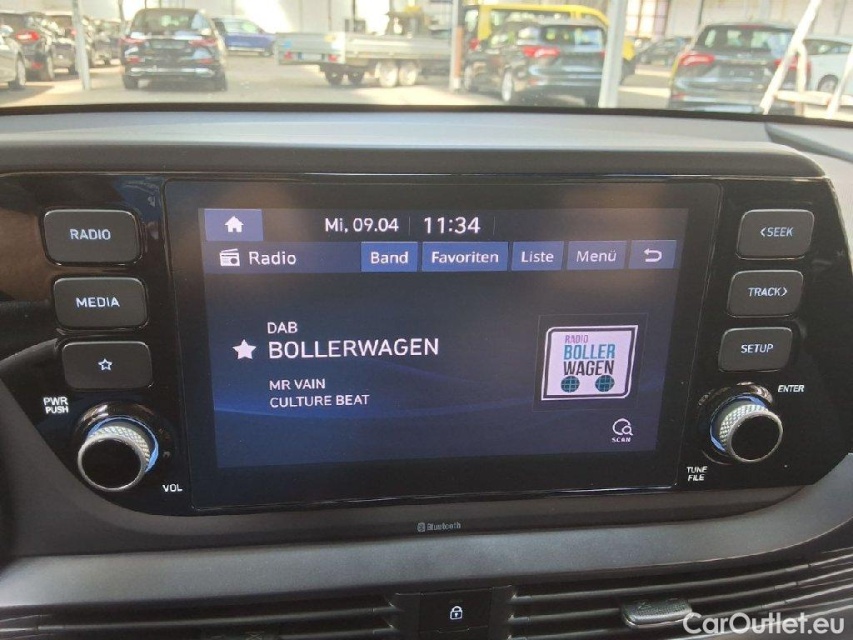 Mi, 09.04 11:34
Radio Band Favoriten Liste Menü
RADIO
<SEEK
MEDIA
TRACK>
SETUP
DAB
BOLLERWAGEN
MR VAIN
CULTURE BEAT
RADIO
BOLLER
WAGEN
SCAN
PWR
PUSH
VOL
ENTER
TUNE
FILE
Bluetooth
CarOutlet.eu